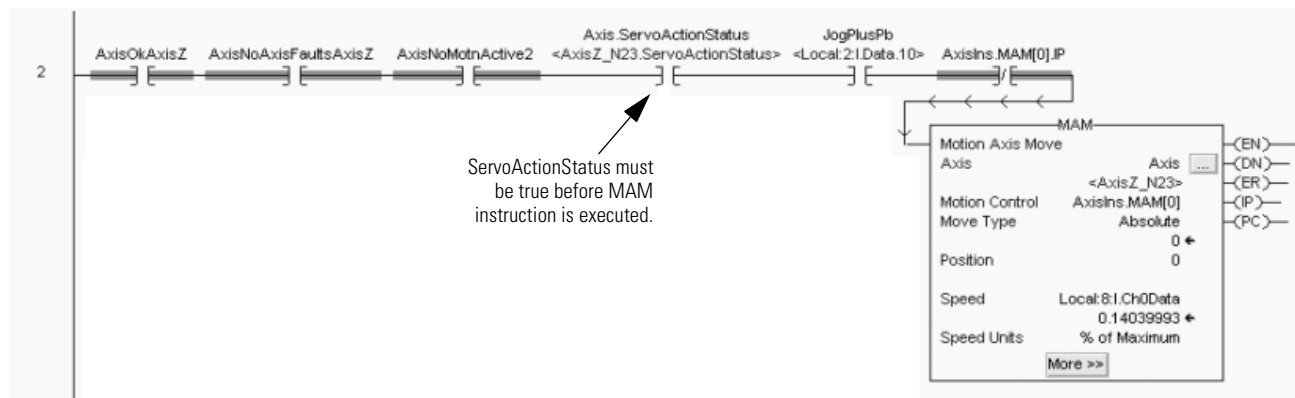 Axis.ServoActionStatus JogPlusPb
AxisOkAxisZ AxisNoAxisFaultsAxisZ AxisNoMotnActive2 <AxisZ_N23.ServoActionStatus> <Local:2:I.Data.10> AxisIns.MAM[0].IP
2
ServoActionStatus must
be true before MAM
instruction is executed.
MAM
Motion Axis Move (EN)
Axis Axis ... (DN)
<AxisZ_N23> (ER)
Motion Control AxisIns.MAM[0] (IP)
Move Type Absolute (PC)
0
Position 0
Speed Local:8:I.Ch0Data
0.14039993
Speed Units % of Maximum
More >>